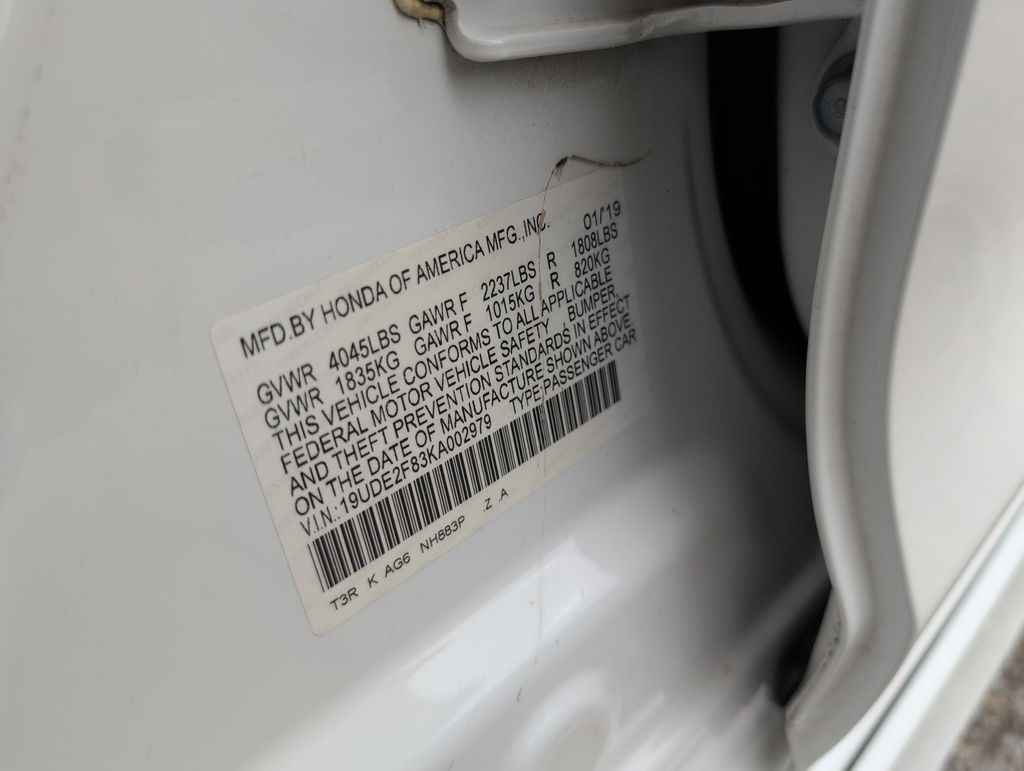 MFD.BY HONDA OF AMERICA MFG.,INC. 01/'19
GVWR 4045LBS GAWR F 2237LBS R 1808LBS
GVWR 1835KG GAWR F 1015KG R 820KG
THIS VEHICLE CONFORMS TO ALL APPLICABLE
FEDERAL MOTOR VEHICLE SAFETY , BUMPER,
AND THEFT PREVENTION STANDARDS IN EFFECT
ON THE DATE OF MANUFACTURE SHOWN ABOVE.
V.I.N.:19UDE2F83KA002979 TYPE:PASSENGER CAR
T3R K AG6 NH883P .Z .A